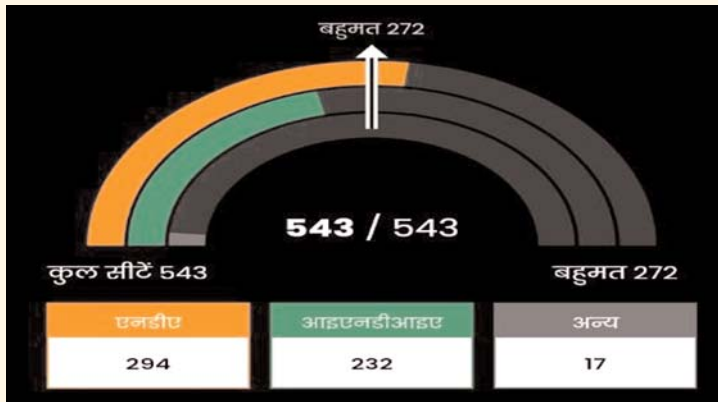 बहुमत 272
543 / 543
कुल सीटें 543
बहुमत 272
एनडीए
आइएनडीआइए
अन्य
294
232
17